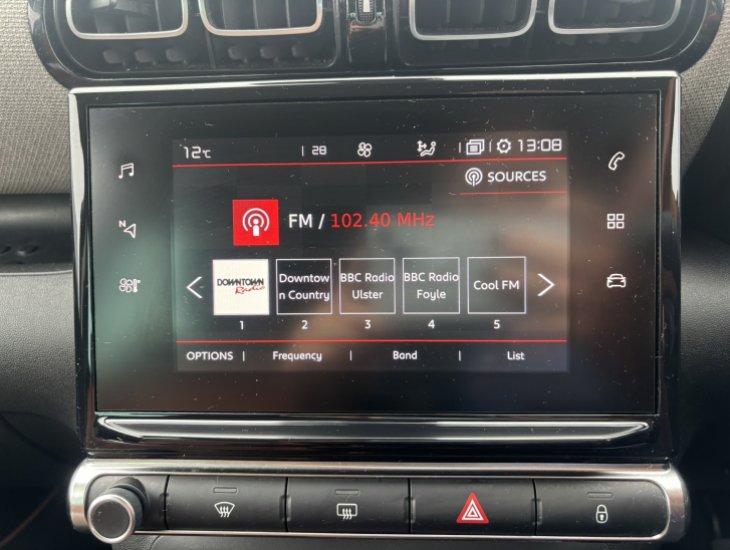 12°C | 28 13:08
SOURCES
FM / 102.40 MHz
DOWNTOWN
Radio
Downtow
n Country
BBC Radio
Ulster
BBC Radio
Foyle
Cool FM
1 2 3 4 5
OPTIONS | Frequency | Band | List
N